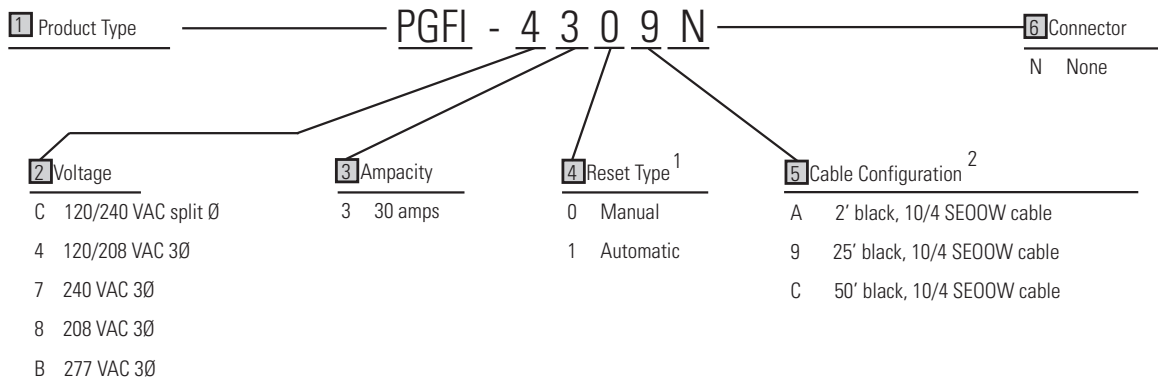 1 Product Type
PGFI - 4 3 0 9 N
6 Connector
N None
2 Voltage
C 120/240 VAC split Ø
4 120/208 VAC 3Ø
7 240 VAC 3Ø
8 208 VAC 3Ø
B 277 VAC 3Ø
3 Ampacity
3 30 amps
4 Reset Type 1
0 Manual
1 Automatic
5 Cable Configuration 2
A 2' black, 10/4 SEOOW cable
9 25' black, 10/4 SEOOW cable
C 50' black, 10/4 SEOOW cable